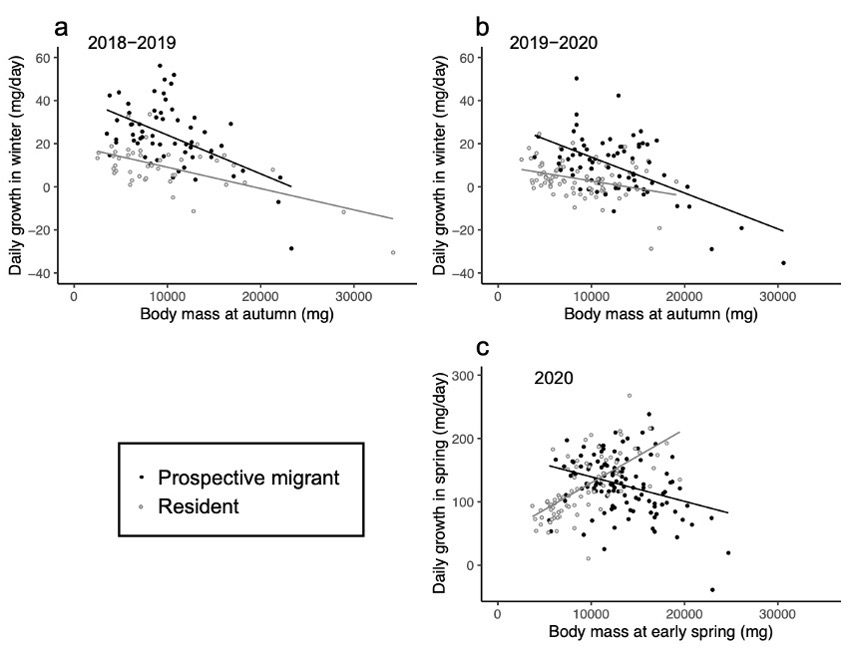 a
2018−2019
Daily growth in winter (mg/day)
60
40
20
0
−20
−40
0 10000 20000 30000
Body mass at autumn (mg)
b
2019−2020
Daily growth in winter (mg/day)
60
40
20
0
−20
−40
0 10000 20000 30000
Body mass at autumn (mg)
Prospective migrant
Resident
c
2020
Daily growth in spring (mg/day)
300
200
100
0
0 10000 20000 30000
Body mass at early spring (mg)